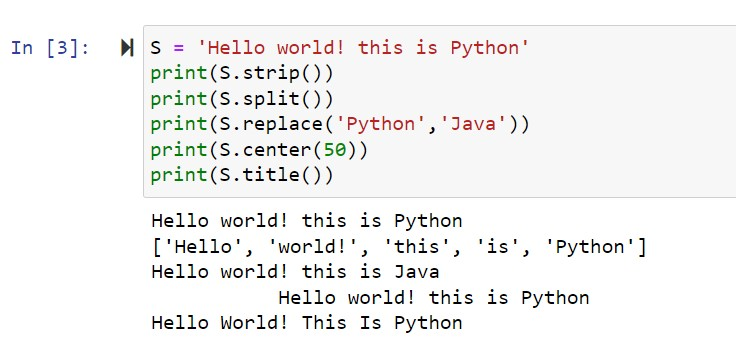 In [3]: S = 'Hello world! this is Python'
print(S.strip())
print(S.split())
print(S.replace('Python','Java'))
print(S.center(50))
print(S.title())
Hello world! this is Python
['Hello', 'world!', 'this', 'is', 'Python']
Hello world! this is Java
           Hello world! this is Python
Hello World! This Is Python